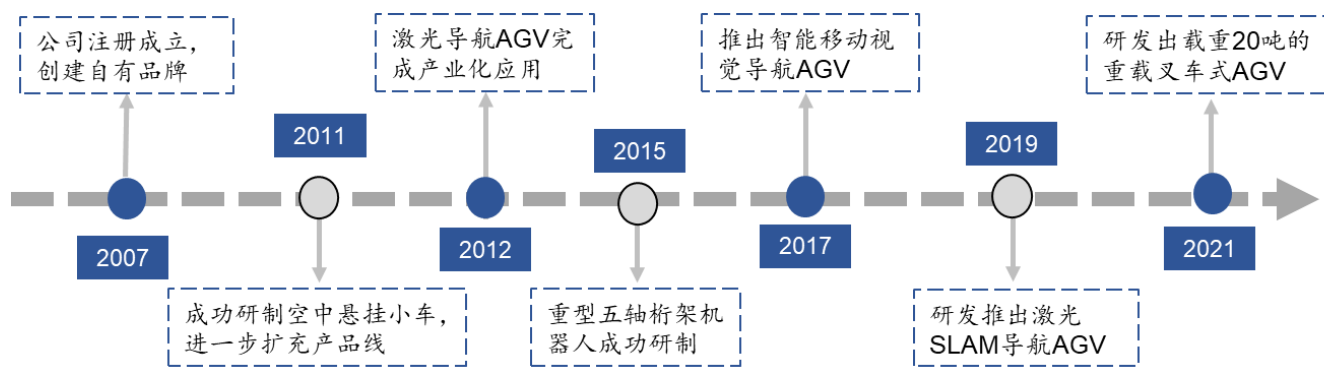 公司注册成立,
创建自有品牌
激光导航AGV完
成产业化应用
推出智能移动视
觉导航AGV
研发出载重20吨的
重载叉车式AGV
2011
2015
2019
2007
2012
2017
2021
成功研制空中悬挂小车,
进一步扩充产品线
重型五轴桁架机
器人成功研制
研发推出激光
SLAM导航AGV